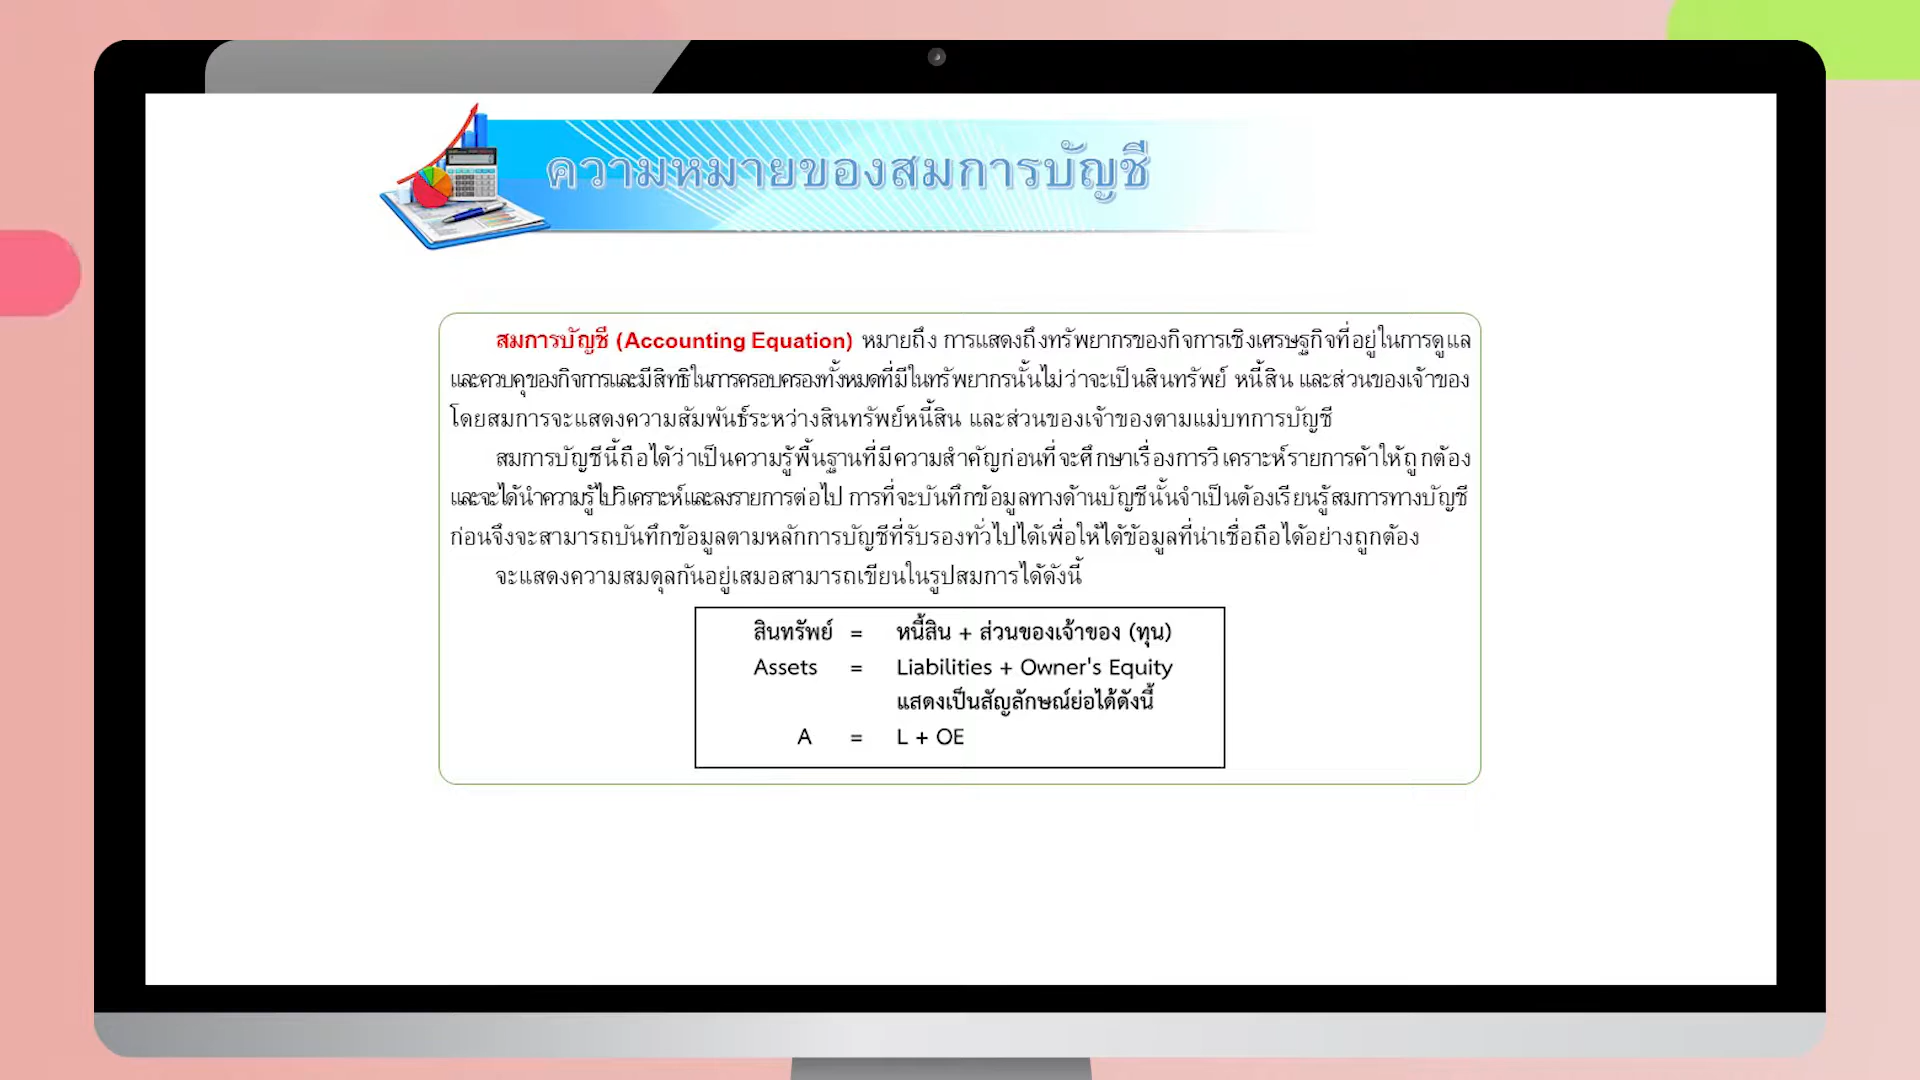 ความหมายของสมการบัญชี
สมการบัญชี (Accounting Equation) หมายถึง การแสดงถึงทรัพยากรของกิจการเชิงเศรษฐกิจที่อยู่ในการดูแล
และควบคุของกิจการและมีสิทธิในการครอบครองทั้งหมดที่มีในทรัพยากรนั้นไม่ว่าจะเป็นสินทรัพย์ หนี้สิน และส่วนของเจ้าของ
โดยสมการจะแสดงความสัมพันธ์ระหว่างสินทรัพย์หนี้สิน และส่วนของเจ้าของตามแม่บทการบัญชี
สมการบัญชีนี้ถือได้ว่าเป็นความรู้พื้นฐานที่มีความสำคัญก่อนที่จะศึกษาเรื่องการวิเคราะห์รายการค้าให้ถูกต้อง
และจะได้นำความรู้ไปวิเคราะห์และลงรายการต่อไป การที่จะบันทึกข้อมูลทางด้านบัญชีนั้นจำเป็นต้องเรียนรู้สมการทางบัญชี
ก่อนจึงจะสามารถบันทึกข้อมูลตามหลักการบัญชีที่รับรองทั่วไปได้เพื่อให้ได้ข้อมูลที่น่าเชื่อถือได้อย่างถูกต้อง
จะแสดงความสมดุลกันอยู่เสมอสามารถเขียนในรูปสมการได้ดังนี้
สินทรัพย์ = หนี้สิน + ส่วนของเจ้าของ (ทุน)
Assets = Liabilities + Owner's Equity
แสดงเป็นสัญลักษณ์ย่อได้ดังนี้
A = L + OE